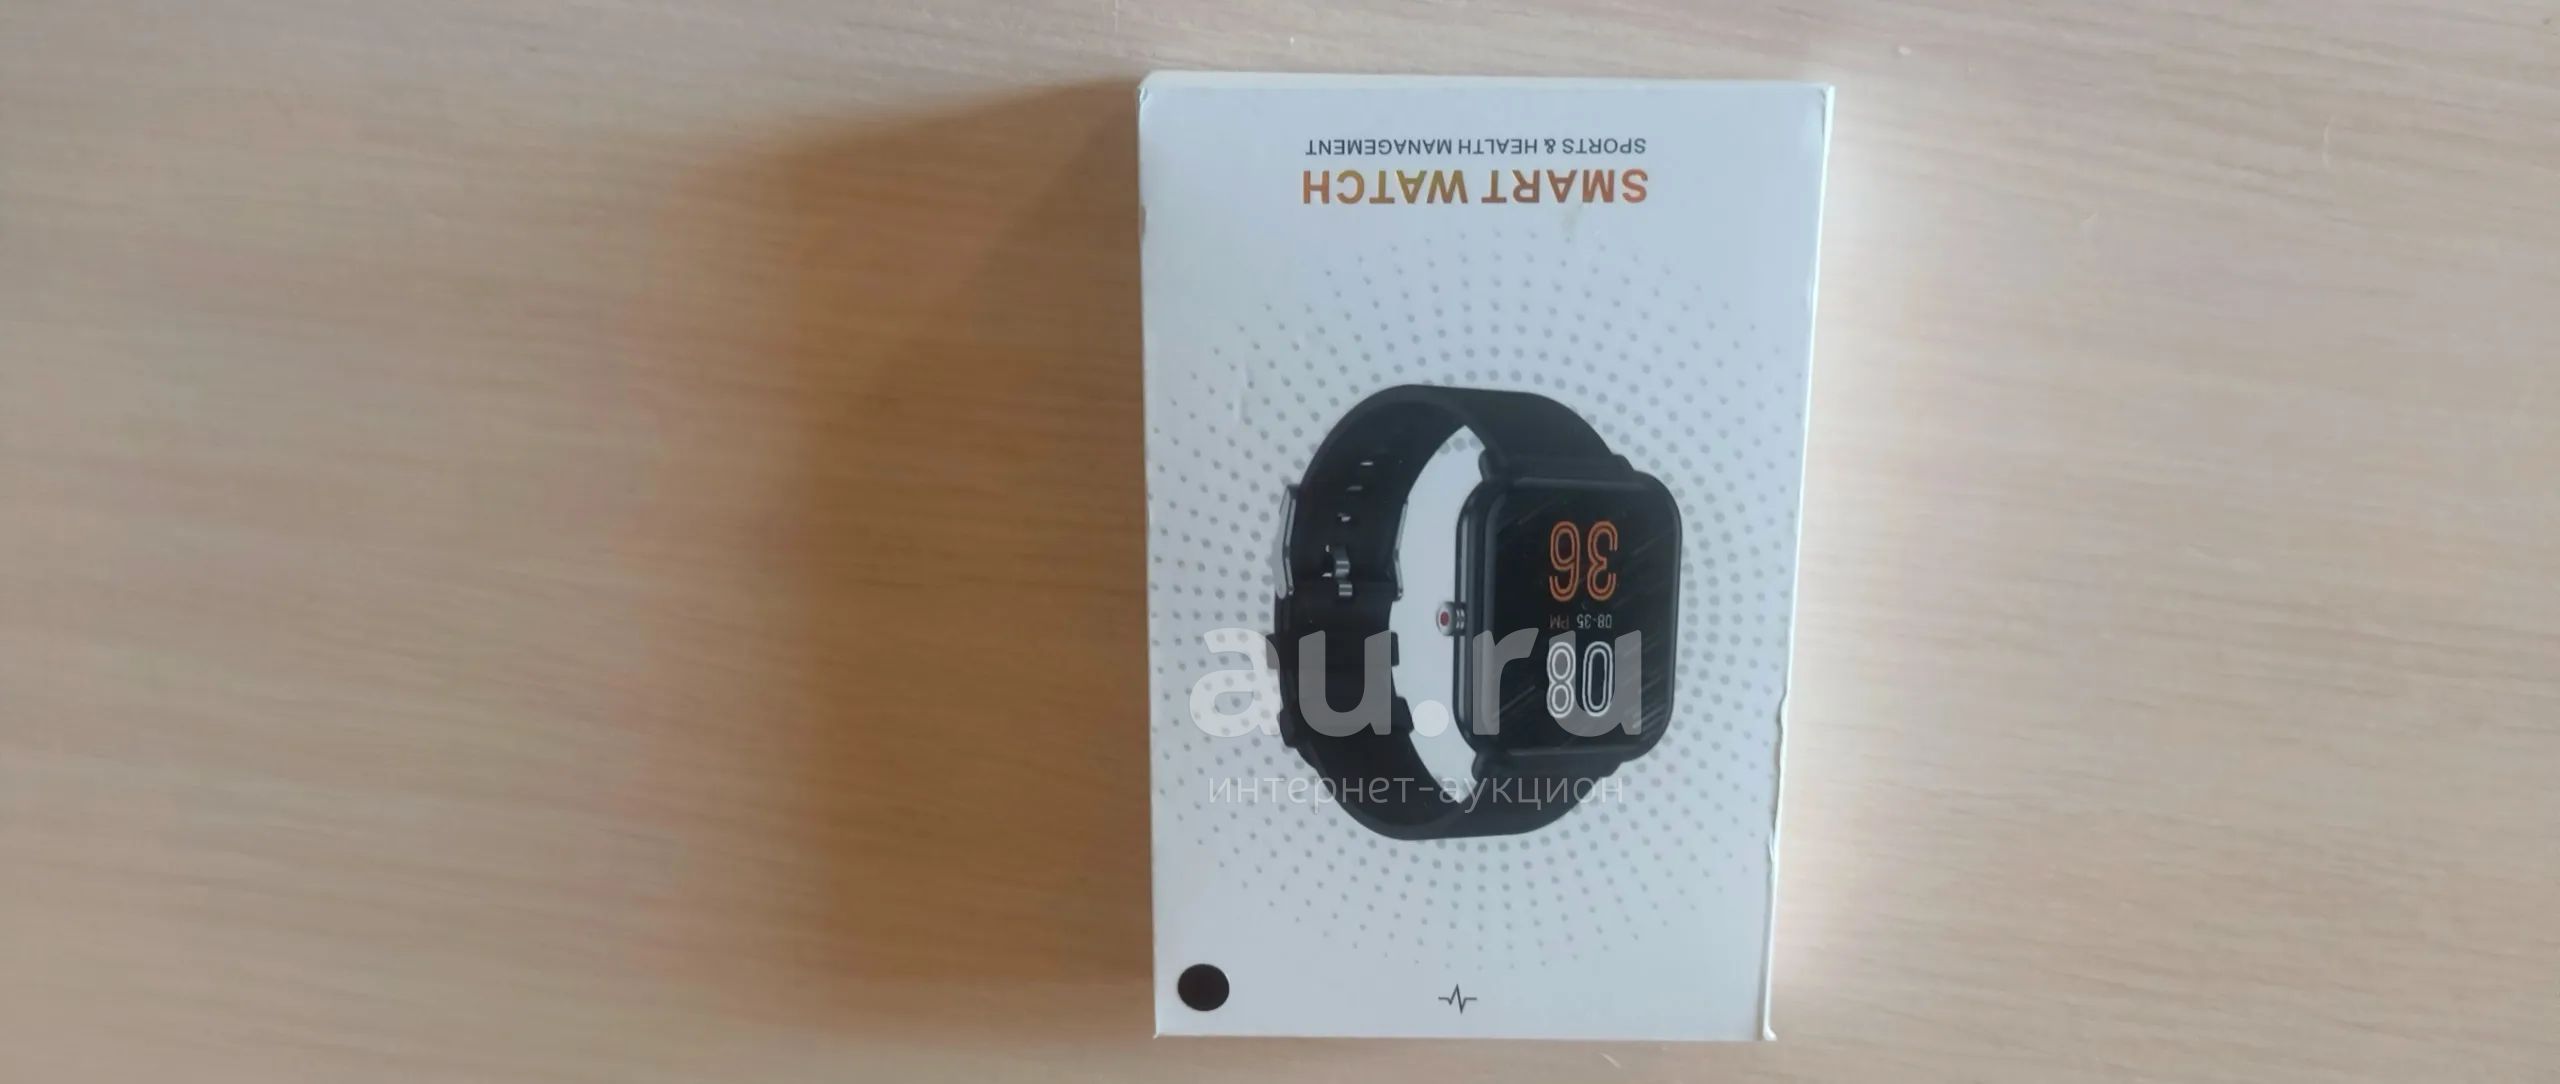 SMART WATCH
SPORTS & HEALTH MANAGEMENT
08
08-35 PM
36
au.ru
интернет-аукцион